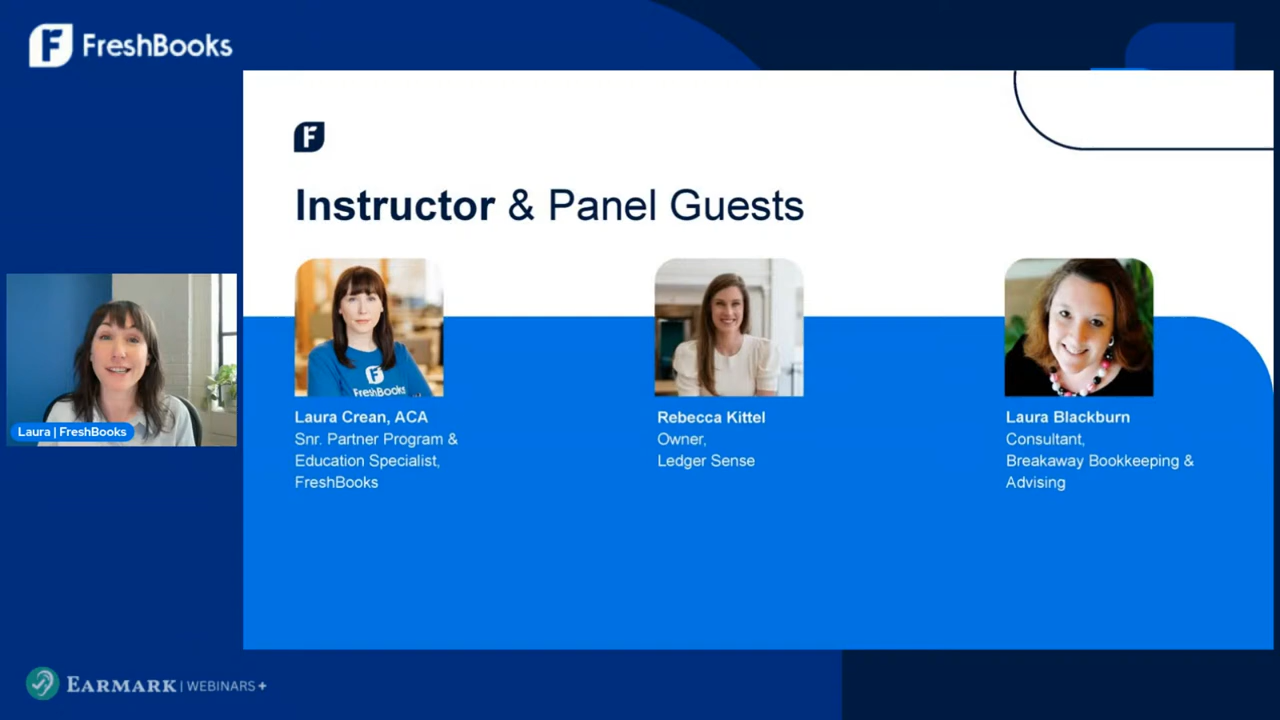 FreshBooks
Instructor & Panel Guests
FreshBooks
Laura Crean, ACA
Snr. Partner Program &
Education Specialist,
FreshBooks
Rebecca Kittel
Owner,
Ledger Sense
Laura Blackburn
Consultant,
Breakaway Bookkeeping &
Advising
Laura | FreshBooks
EARMARK | WEBINARS +